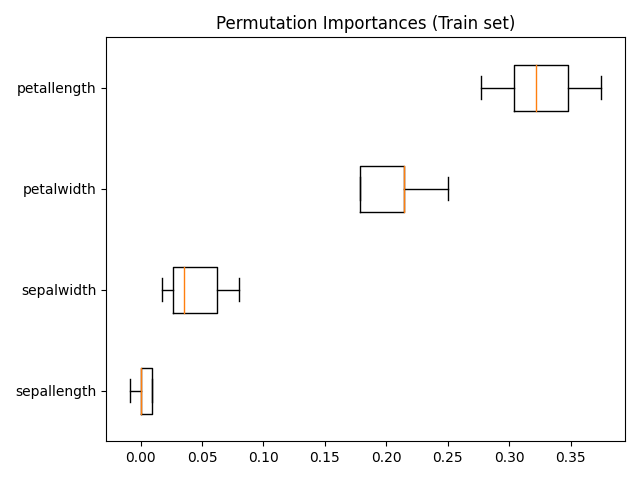 Permutation Importances (Train set)
petallength
petalwidth
sepalwidth
sepallength
0.00 0.05 0.10 0.15 0.20 0.25 0.30 0.35